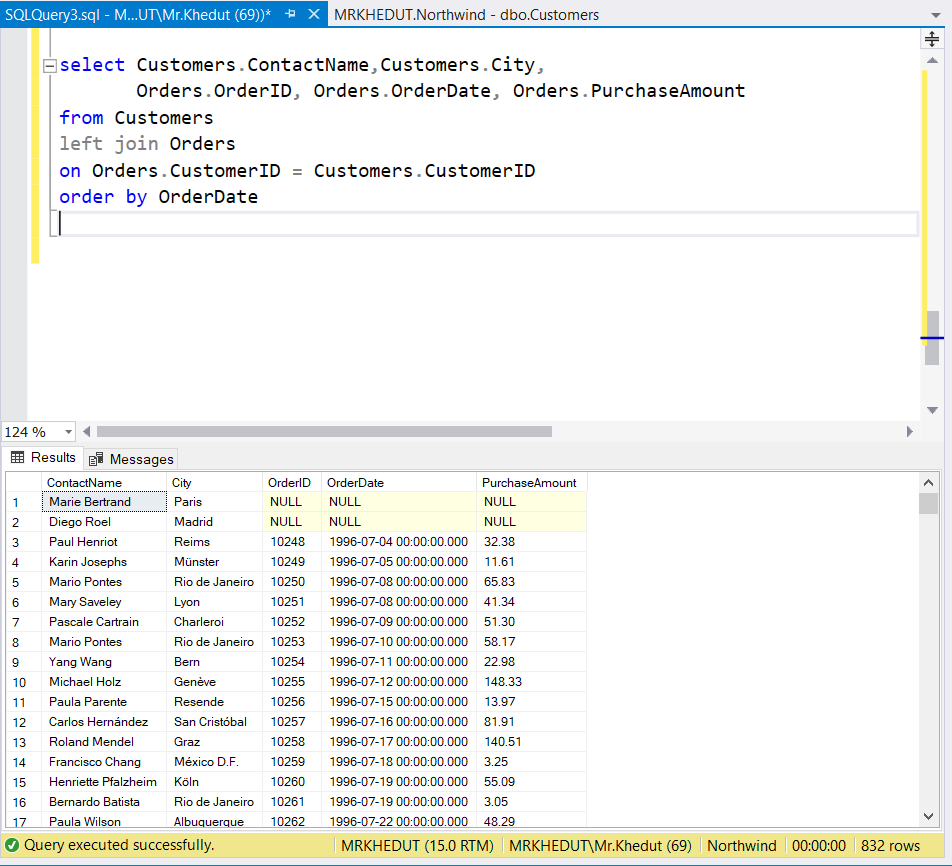 SQLQuery3.sql - M...UT\Mr.Khedut (69))* MRKHEDUT.Northwind - dbo.Customers
select Customers.ContactName,Customers.City,
Orders.OrderID, Orders.OrderDate, Orders.PurchaseAmount
from Customers
left join Orders
on Orders.CustomerID = Customers.CustomerID
order by OrderDate
124 %
Results Messages
ContactName City OrderID OrderDate PurchaseAmount
1 Marie Bertrand Paris NULL NULL NULL
2 Diego Roel Madrid NULL NULL NULL
3 Paul Henriot Reims 10248 1996-07-04 00:00:00.000 32.38
4 Karin Josephs Münster 10249 1996-07-05 00:00:00.000 11.61
5 Mario Pontes Rio de Janeiro 10250 1996-07-08 00:00:00.000 65.83
6 Mary Saveley Lyon 10251 1996-07-08 00:00:00.000 41.34
7 Pascale Cartrain Charleroi 10252 1996-07-09 00:00:00.000 51.30
8 Mario Pontes Rio de Janeiro 10253 1996-07-10 00:00:00.000 58.17
9 Yang Wang Bern 10254 1996-07-11 00:00:00.000 22.98
10 Michael Holz Genève 10255 1996-07-12 00:00:00.000 148.33
11 Paula Parente Resende 10256 1996-07-15 00:00:00.000 13.97
12 Carlos Hernández San Cristóbal 10257 1996-07-16 00:00:00.000 81.91
13 Roland Mendel Graz 10258 1996-07-17 00:00:00.000 140.51
14 Francisco Chang México D.F. 10259 1996-07-18 00:00:00.000 3.25
15 Henriette Pfalzheim Köln 10260 1996-07-19 00:00:00.000 55.09
16 Bernardo Batista Rio de Janeiro 10261 1996-07-19 00:00:00.000 3.05
17 Paula Wilson Albuquerque 10262 1996-07-22 00:00:00.000 48.29
Query executed successfully. MRKHEDUT (15.0 RTM) MRKHEDUT\Mr.Khedut (69) Northwind 00:00:00 832 rows